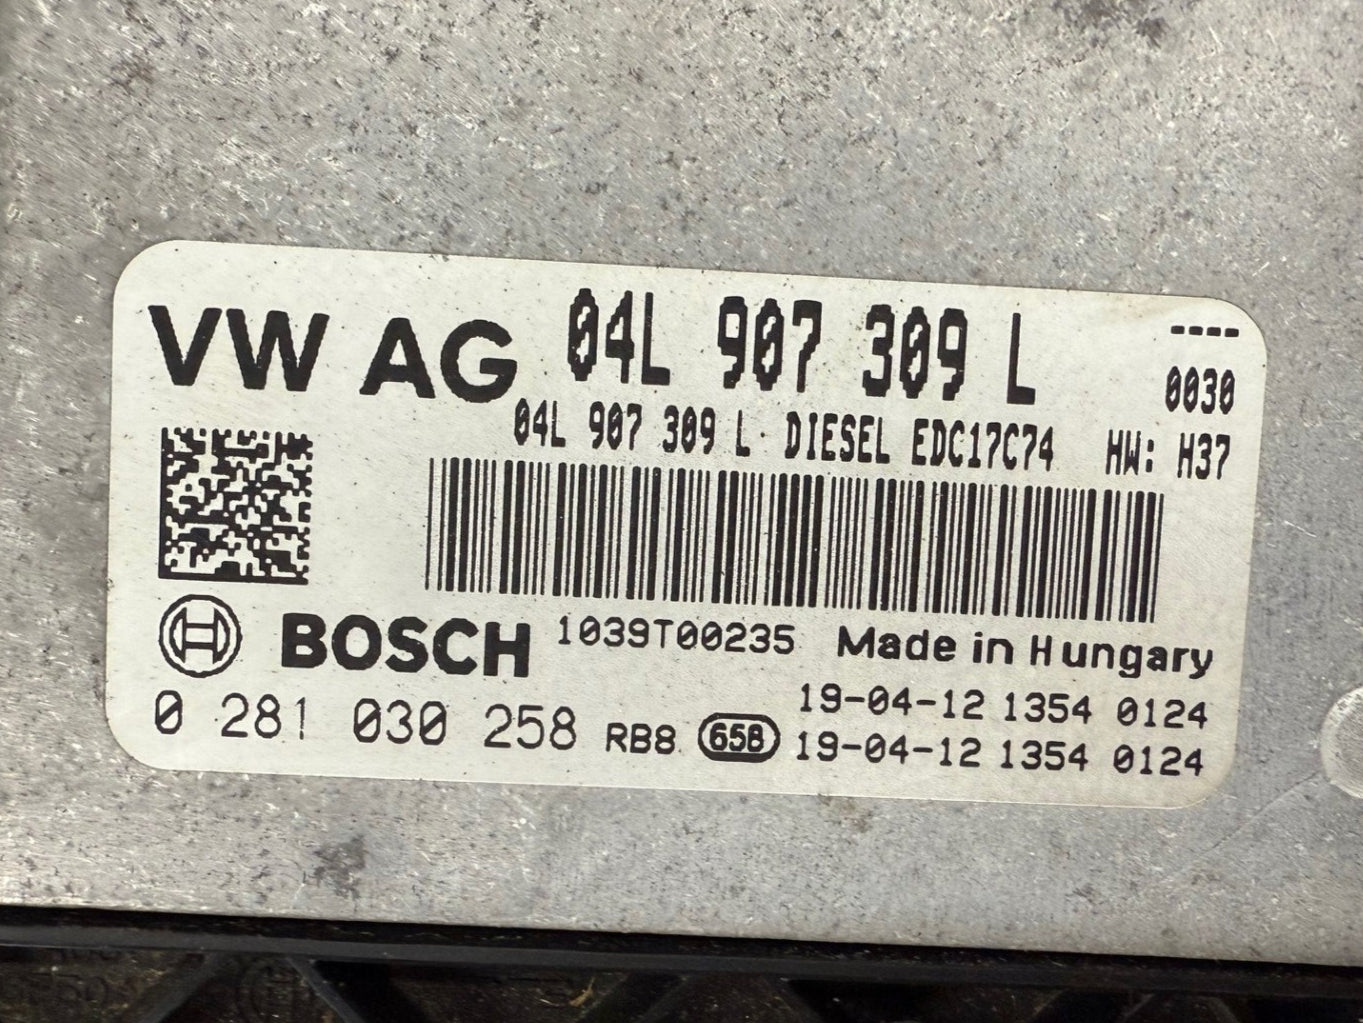 VW AG 04L 907 309 L ----
0030
04L 907 309 L DIESEL EDC17C74 HW: H37
BOSCH 1039T00235 Made in Hungary
0 281 030 258 RB8 65B 19-04-12 1354 0124
19-04-12 1354 0124